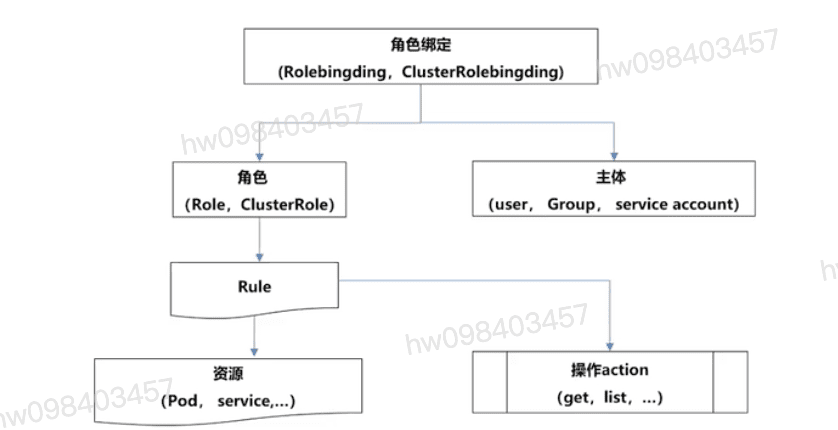 角色绑定
(Rolebingding，ClusterRolebingding)
hw098403457
hw098403457
角色
(Role，ClusterRole)
主体
(user， Group， service account)
Rule
hw098403457
资源
(Pod， service,...)
操作action
(get，list，...)
hw098403457